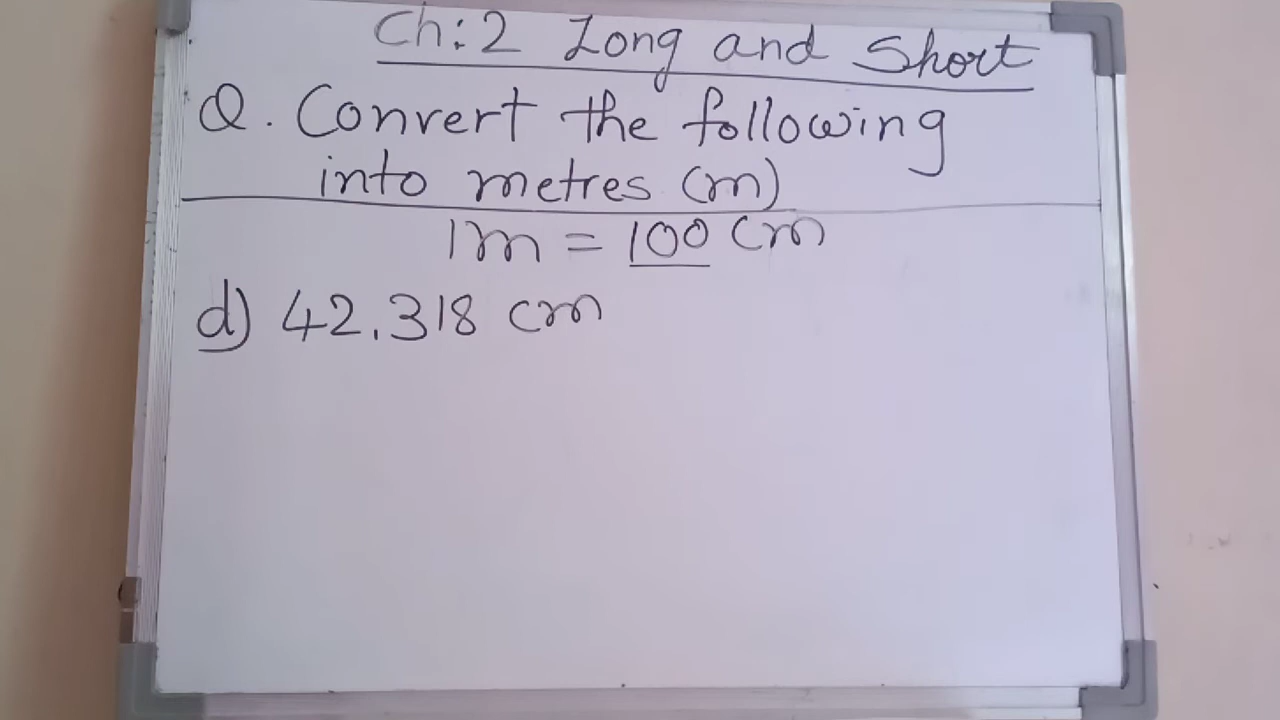 Ch:2 Long and Short
Q. Convert the following
into metres (m)
1m = 100 cm
d) 42.318 cm